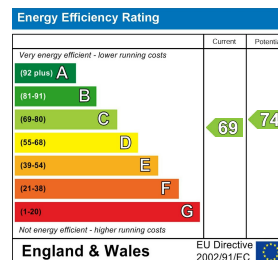 Energy Efficiency Rating
Current
Potentia
Very energy efficient - lower running costs
(92 plus) A
(81-91) B
(69-80) C
69
74
(55-68) D
(39-54) E
(21-38) F
(1-20) G
Not energy efficient - higher running costs
England & Wales
EU Directive
2002/91/EC